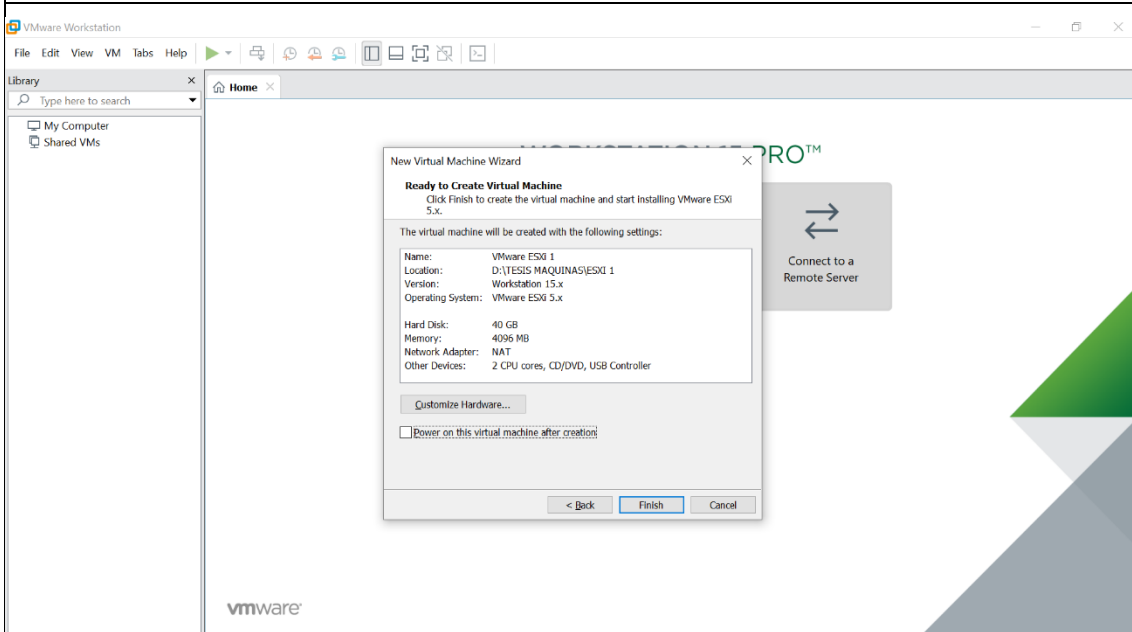 VMware Workstation
File Edit View VM Tabs Help
Library
Home
Type here to search
My Computer
Shared VMs
PRO™
New Virtual Machine Wizard
Ready to Create Virtual Machine
Click Finish to create the virtual machine and start installing VMware ESXi
5.x.
The virtual machine will be created with the following settings:
Name: VMware ESXi 1
Location: D:\TESIS MAQUINAS\ESXI 1
Version: Workstation 15.x
Operating System: VMware ESXi 5.x
Hard Disk: 40 GB
Memory: 4096 MB
Network Adapter: NAT
Other Devices: 2 CPU cores, CD/DVD, USB Controller
Customize Hardware...
Power on this virtual machine after creation
< Back Finish Cancel
Connect to a
Remote Server
vmware